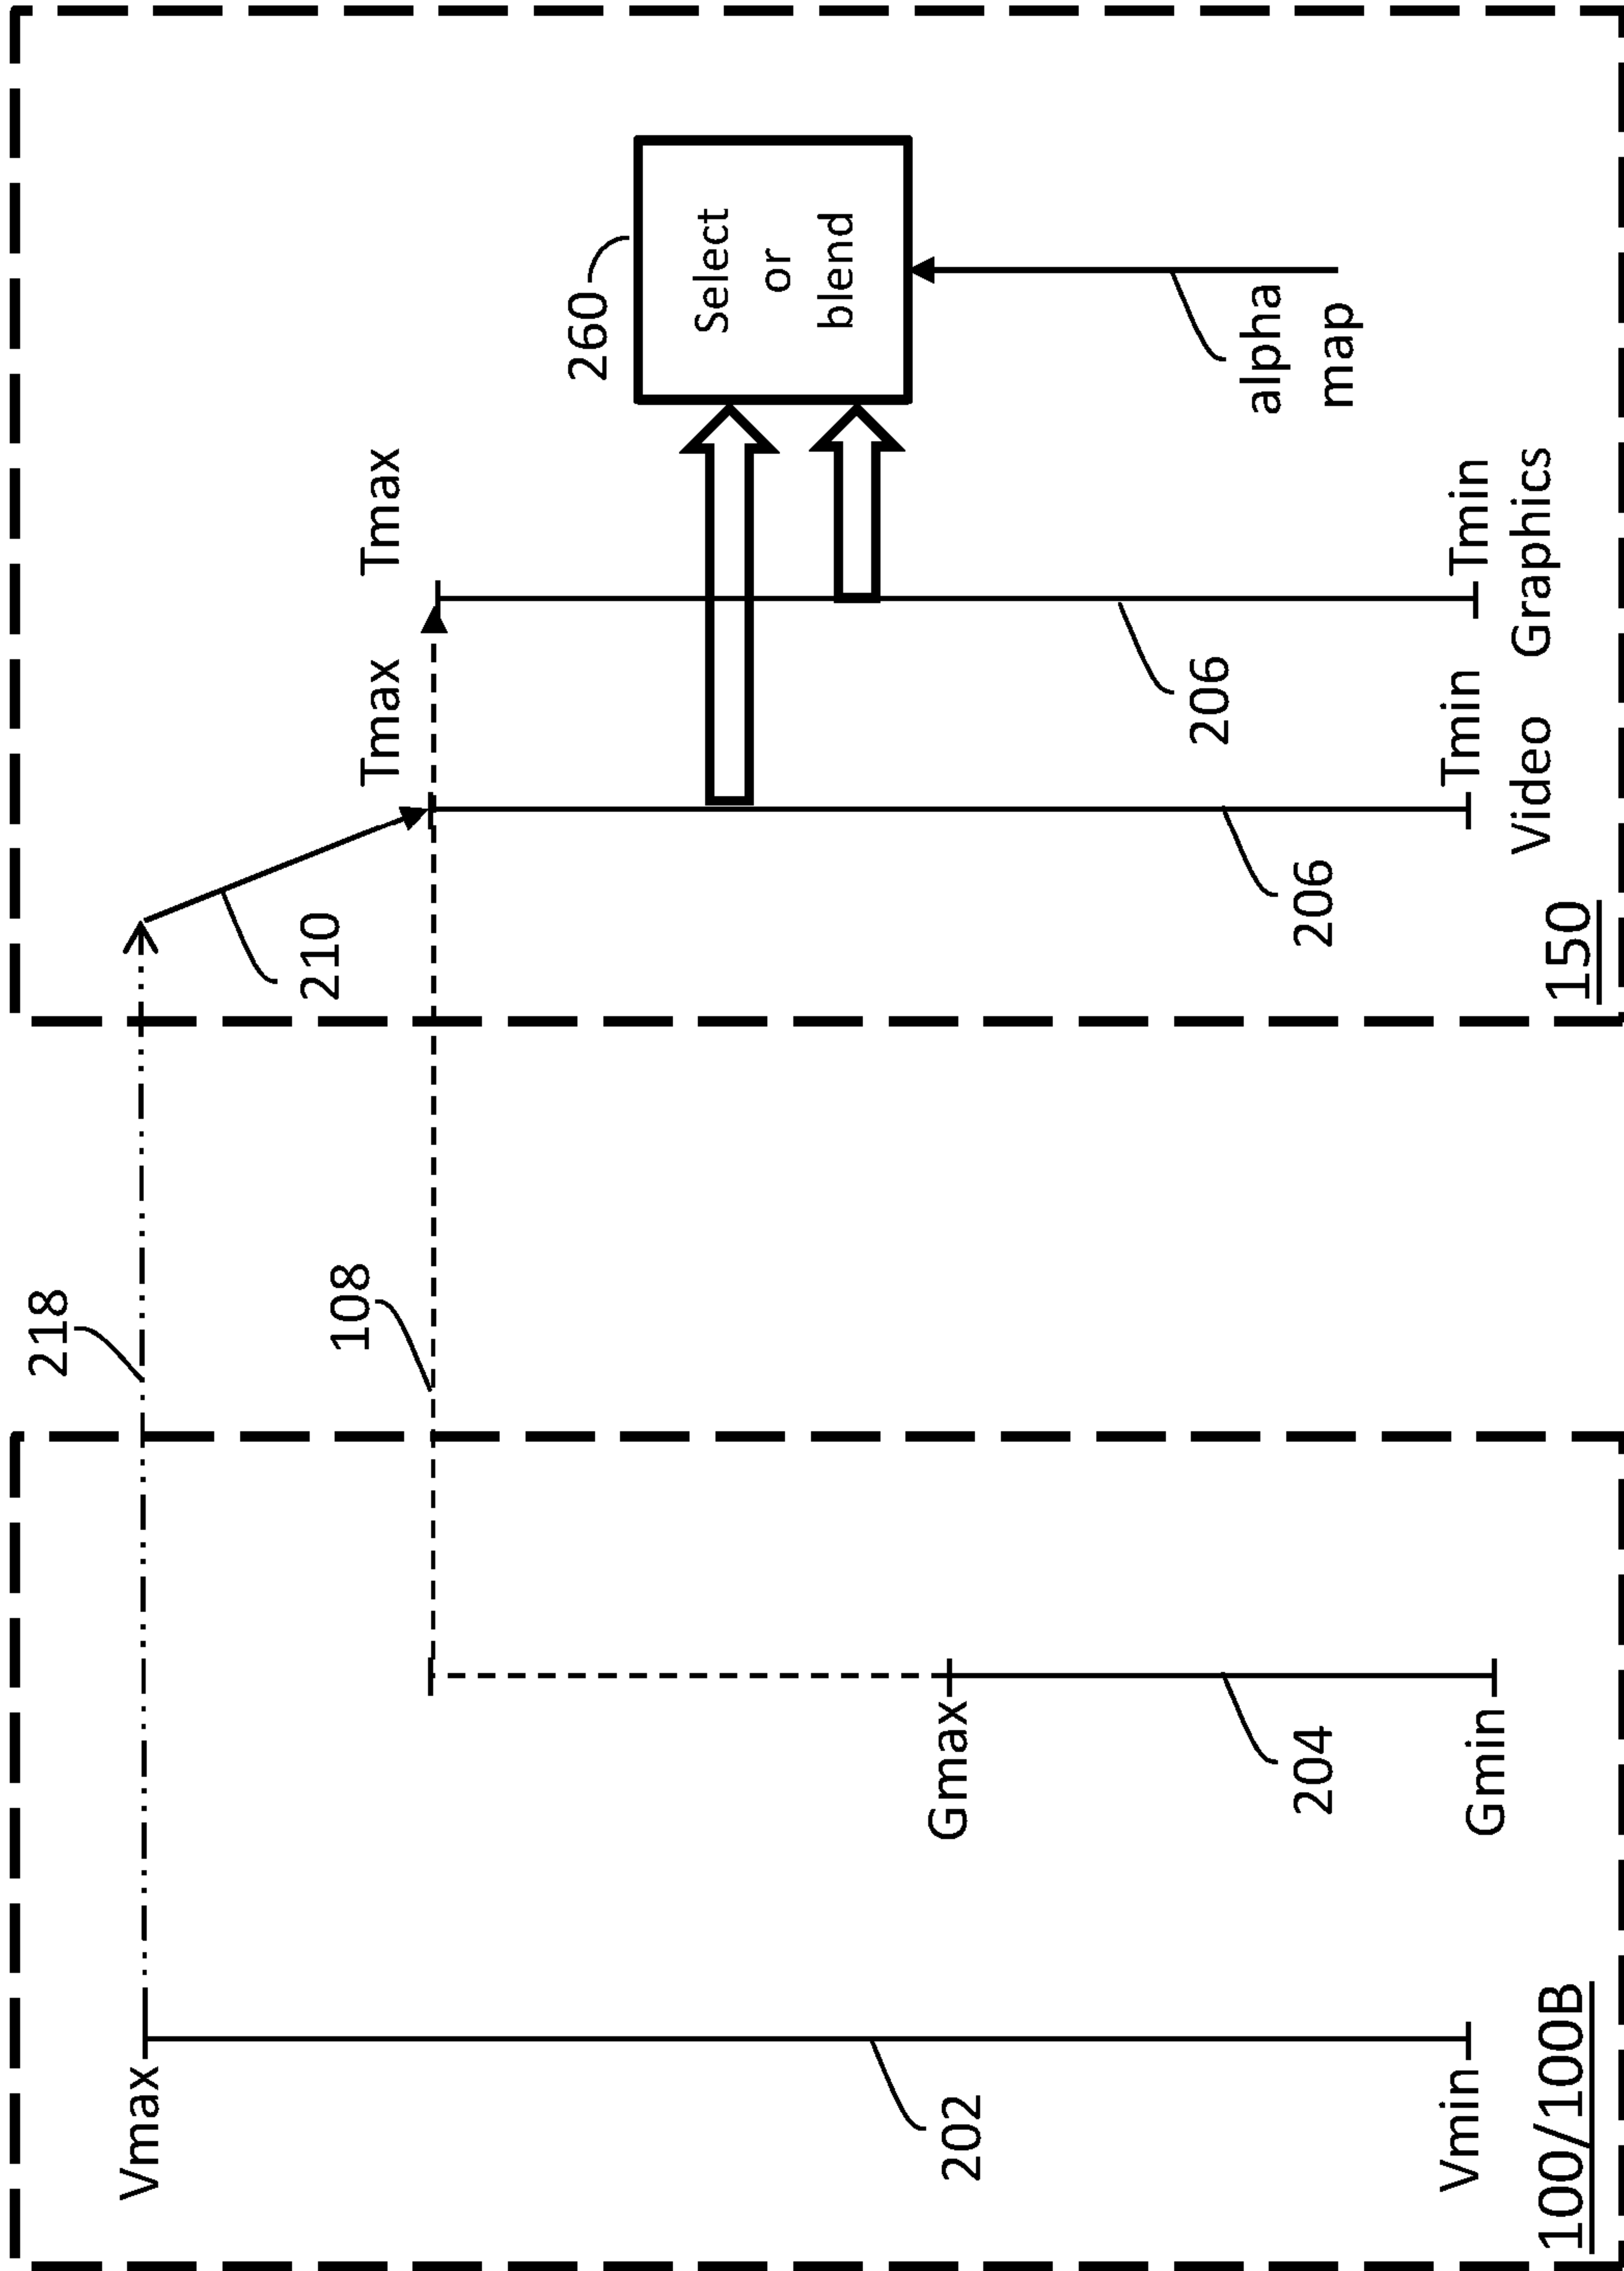 Vmax
Vmin
202
100/100B
Gmax
Gmin
204
218
108
210
Tmax
Tmin
206
Video
Tmax
Tmin
206
Graphics
150
260
Select
or
blend
alpha
map